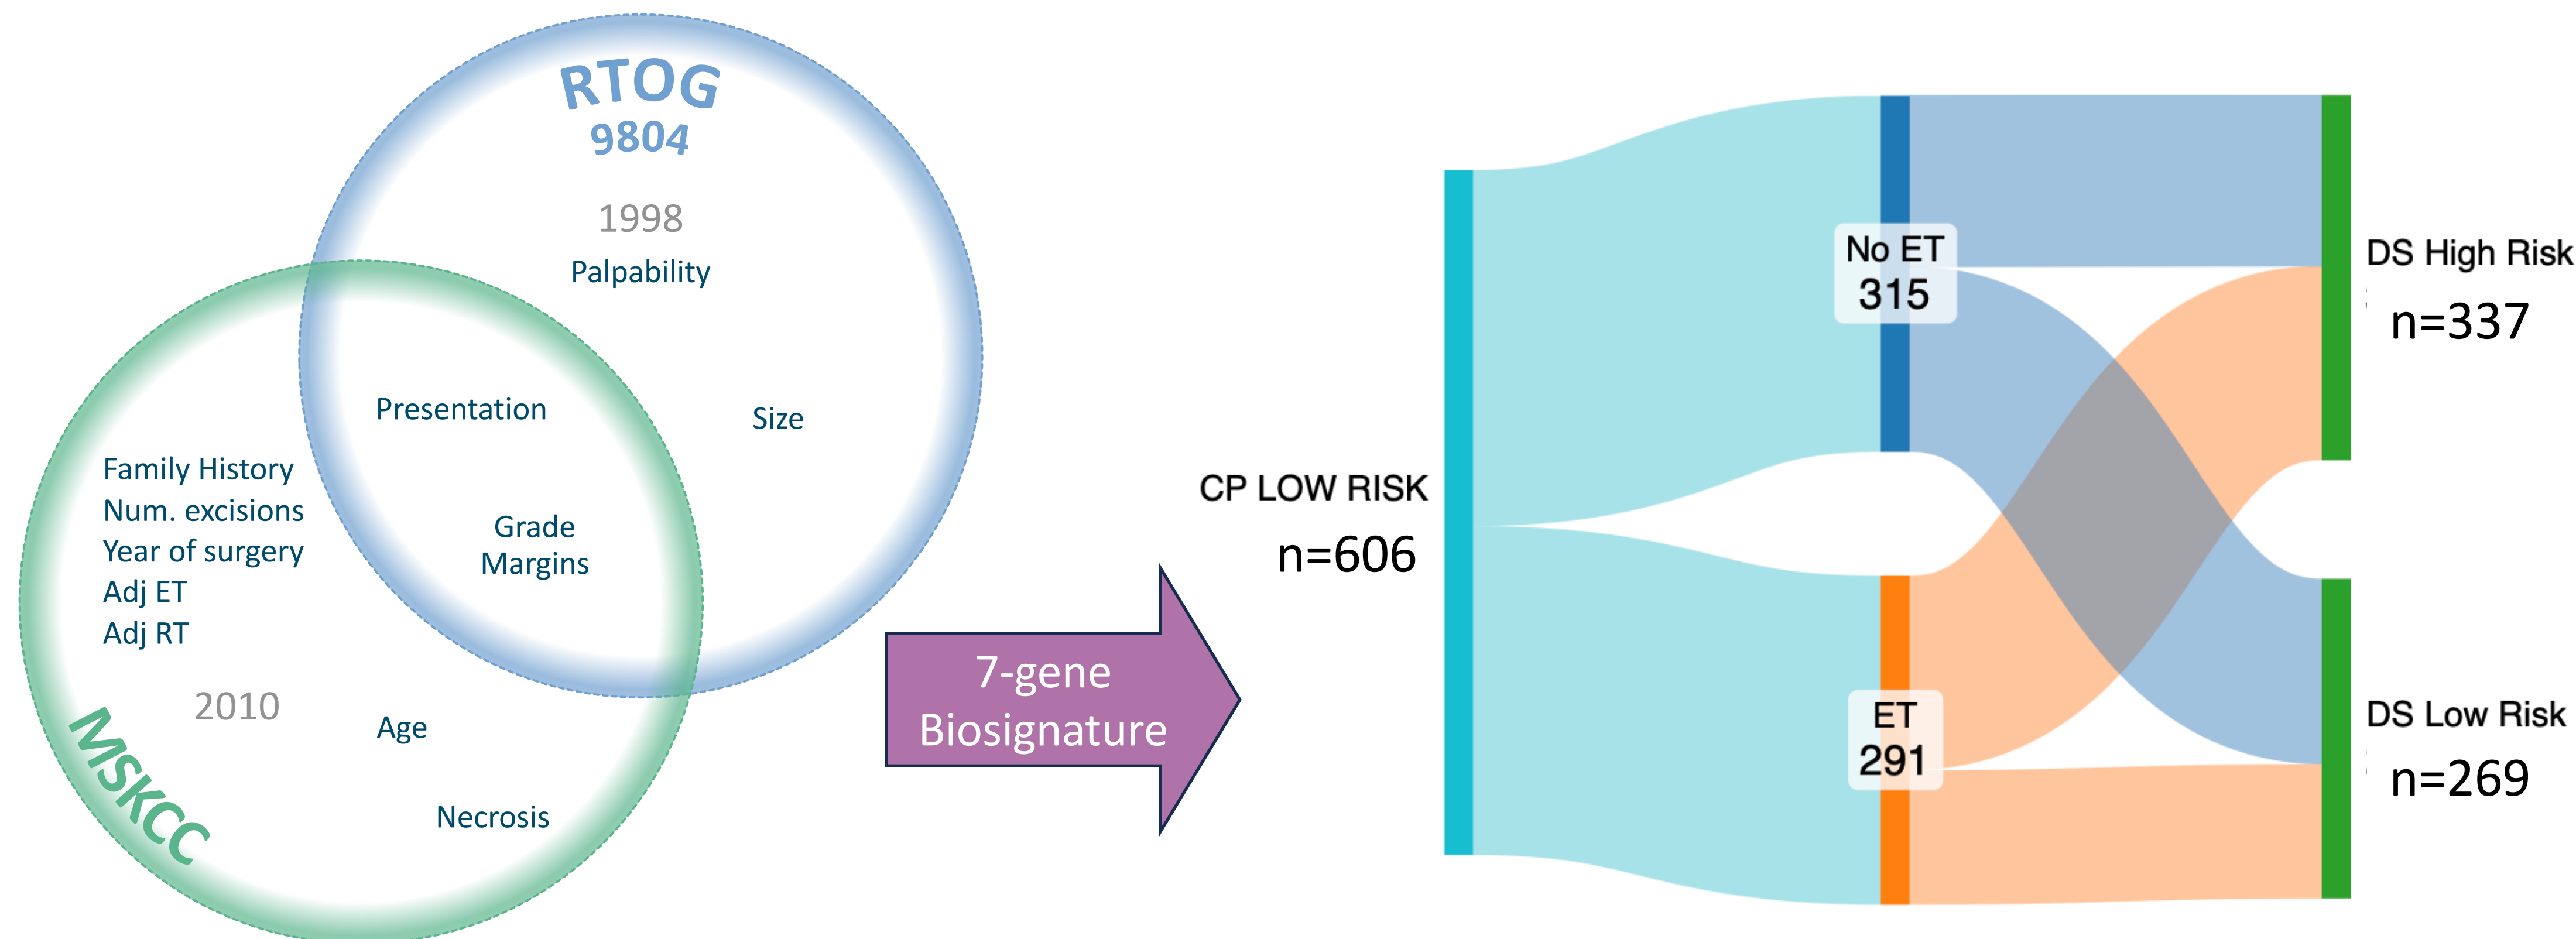 RTOG
9804
1998
Palpability
Presentation
Size
Family History
Num. excisions
Year of surgery
Adj ET
Adj RT
Grade
Margins
2010
Age
Necrosis
MSKCC
7-gene
Biosignature
CP LOW RISK
n=606
No ET
315
ET
291
DS High Risk
n=337
DS Low Risk
n=269